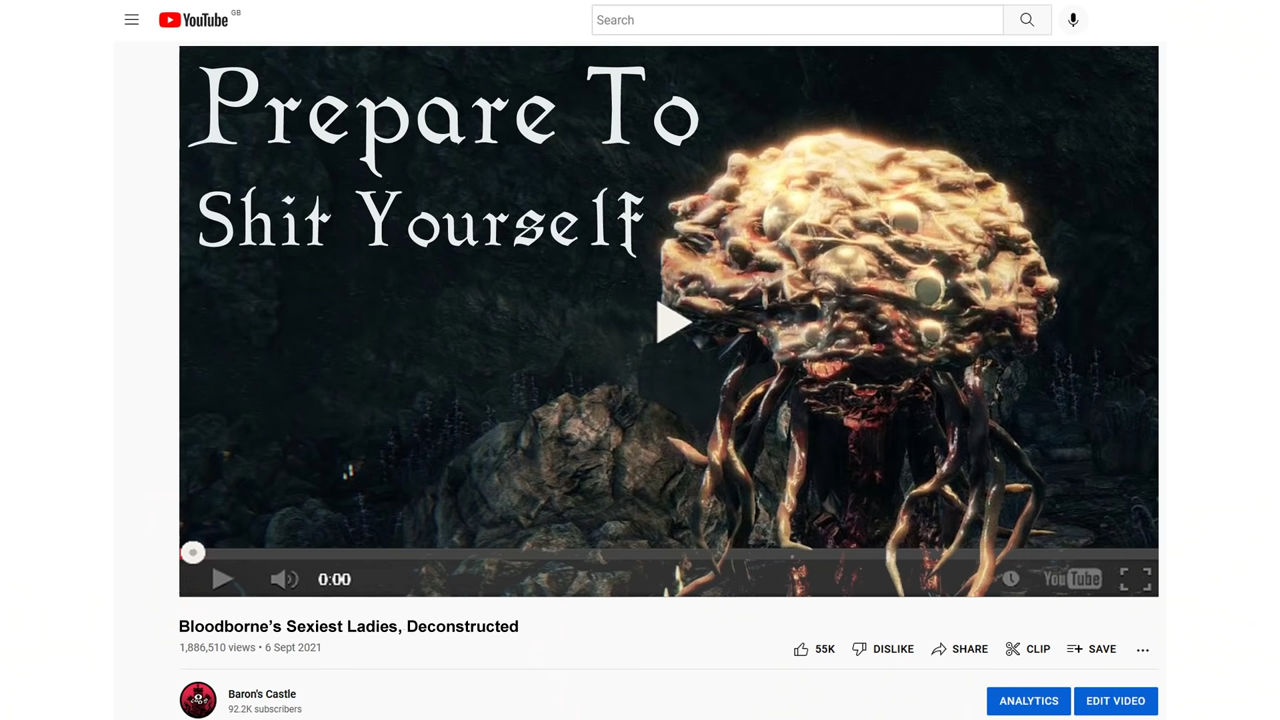 YouTube GB
Search
Prepare To
Shit Yourself
0:00
YouTube
Bloodborne’s Sexiest Ladies, Deconstructed
1,886,510 views • 6 Sept 2021
55K DISLIKE SHARE CLIP SAVE ...
Baron's Castle
92.2K subscribers
ANALYTICS EDIT VIDEO